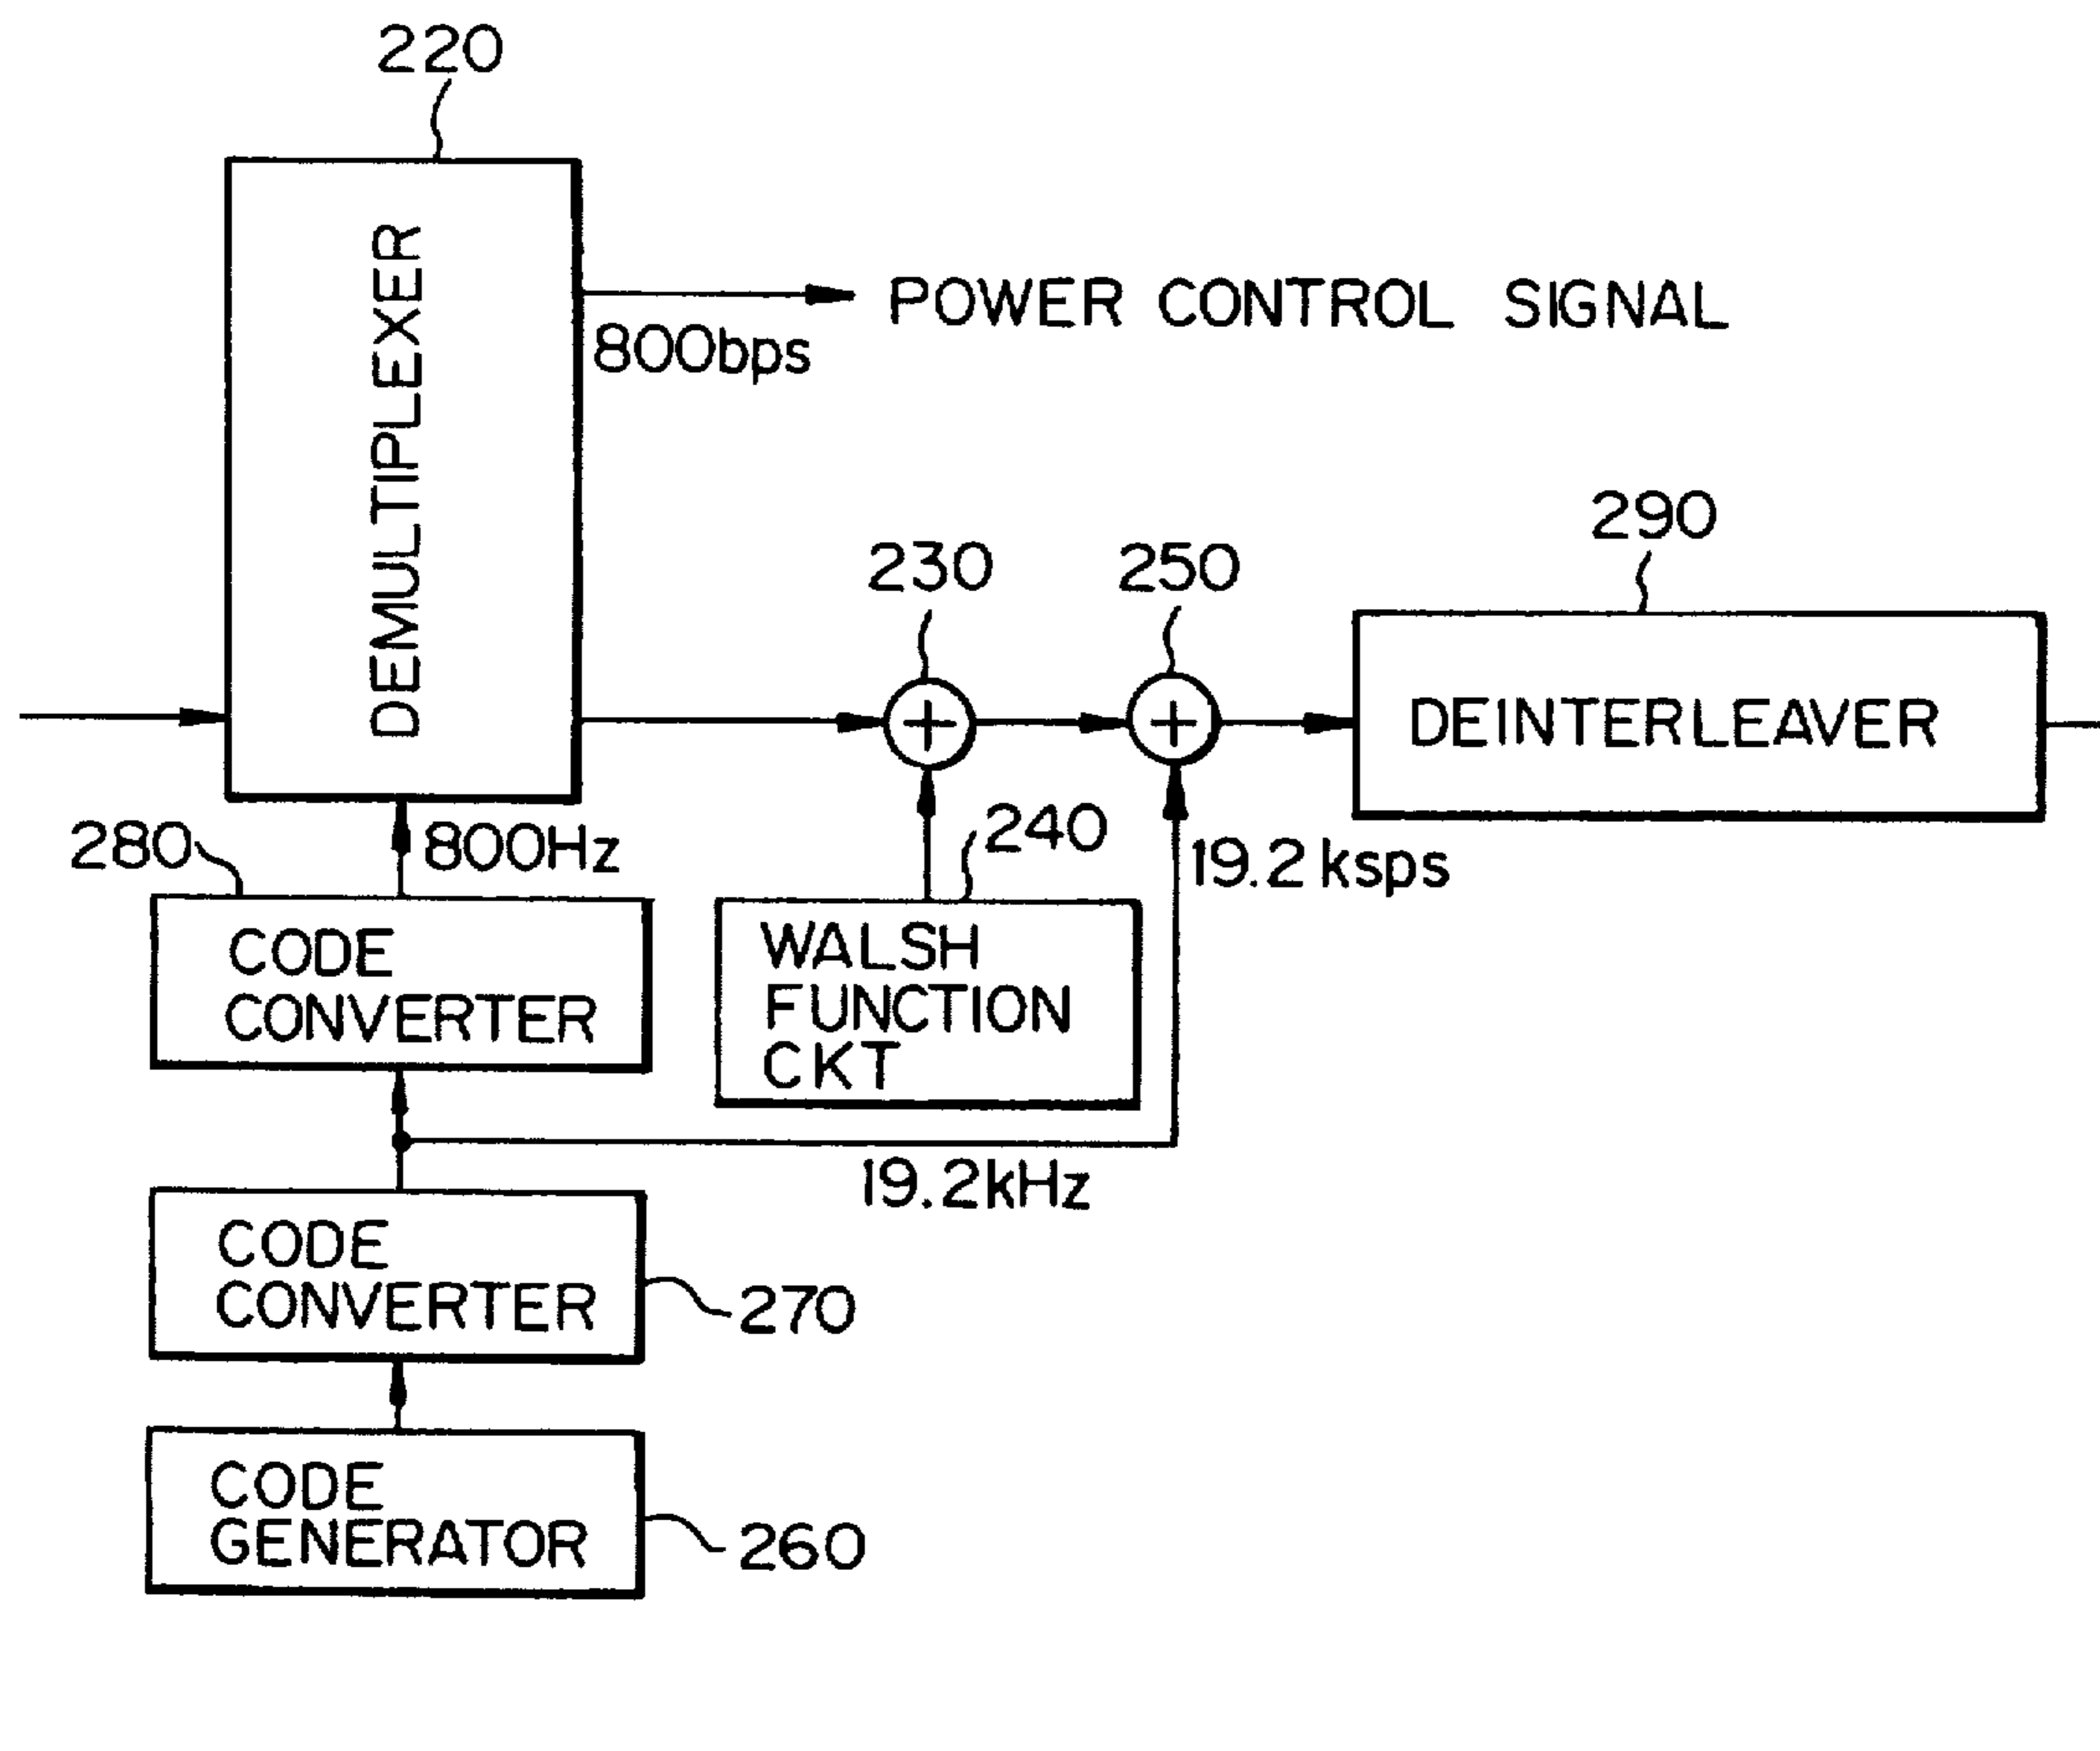 220
DEMULTIPLEXER
POWER CONTROL SIGNAL
800bps
290
230
250
DEINTERLEAVER
280
800Hz
240
19.2 ksps
CODE
CONVERTER
WALSH
FUNCTION
CKT
19.2kHz
CODE
CONVERTER
270
CODE
GENERATOR
260